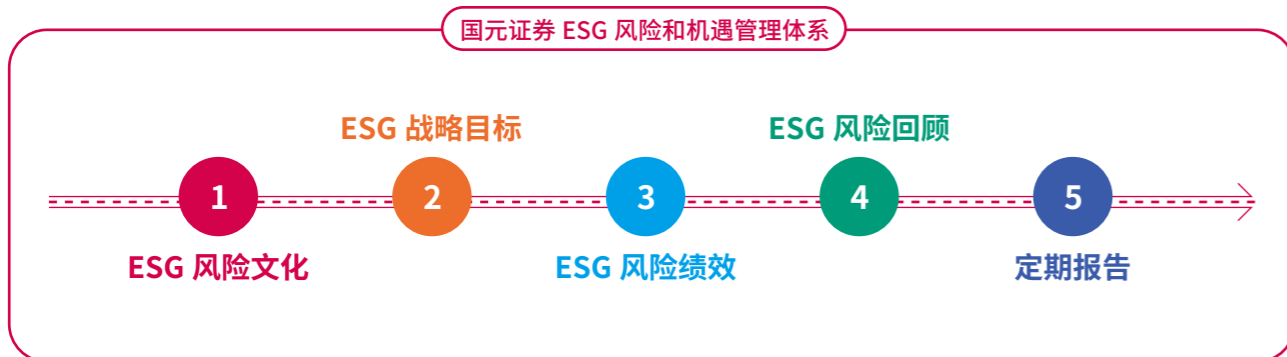 国元证券 ESG 风险和机遇管理体系
ESG 战略目标
ESG 风险回顾
1
2
3
4
5
ESG 风险文化
ESG 风险绩效
定期报告